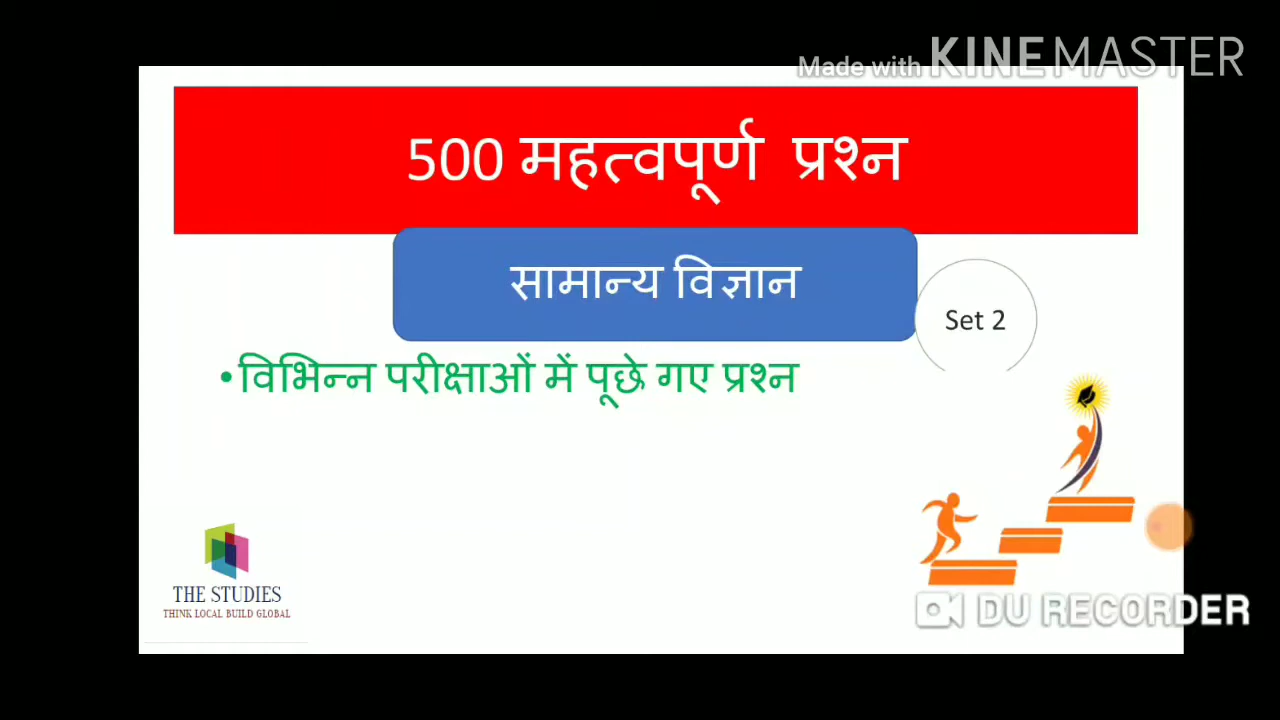 Made with KINEMASTER
500 महत्वपूर्ण प्रश्न
सामान्य विज्ञान
Set 2
•विभिन्न परीक्षाओं में पूछे गए प्रश्न
THE STUDIES
THINK LOCAL BUILD GLOBAL
DU RECORDER